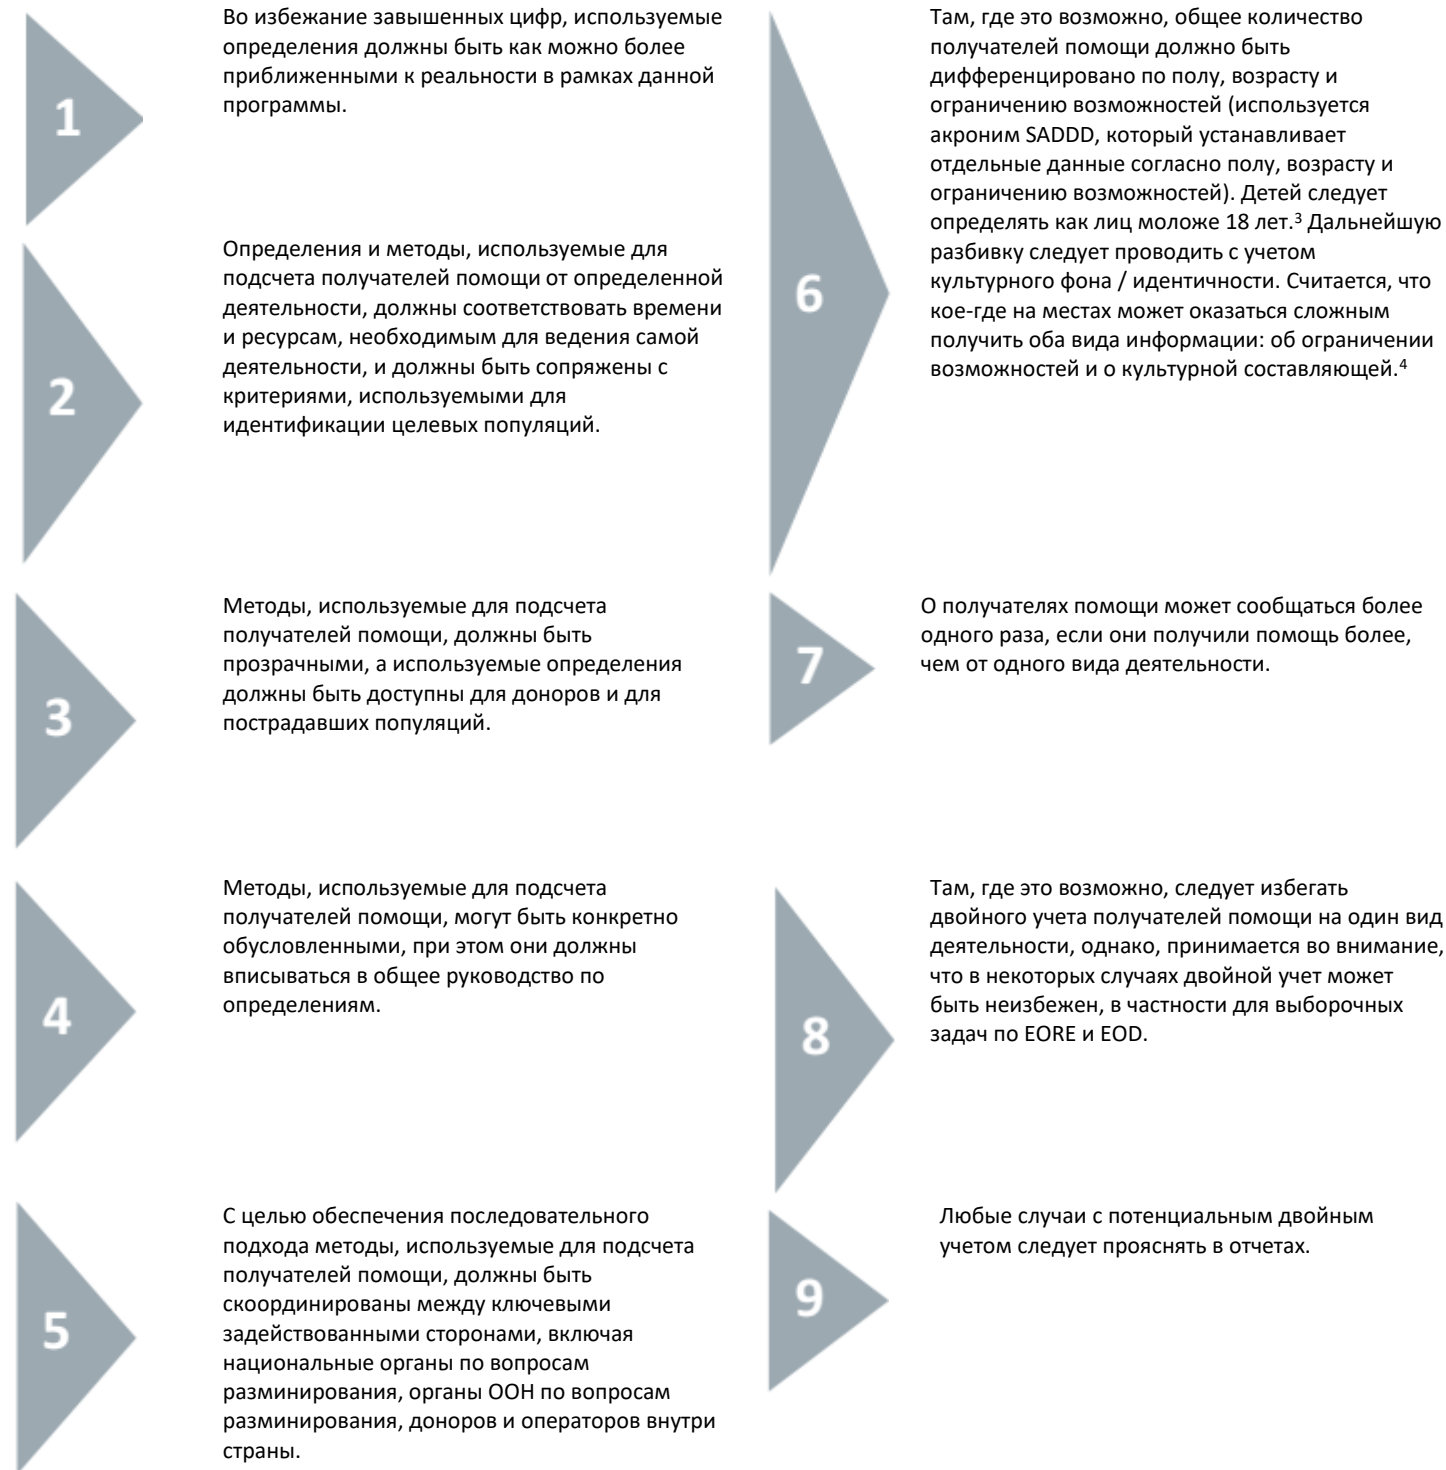 1
Во избежание завышенных цифр, используемые
определения должны быть как можно более
приближенными к реальности в рамках данной
программы.
2
Определения и методы, используемые для
подсчета получателей помощи от определенной
деятельности, должны соответствовать времени
и ресурсам, необходимым для ведения самой
деятельности, и должны быть сопряжены с
критериями, используемыми для
идентификации целевых популяций.
3
Методы, используемые для подсчета
получателей помощи, должны быть
прозрачными, а используемые определения
должны быть доступны для доноров и для
пострадавших популяций.
4
Методы, используемые для подсчета
получателей помощи, могут быть конкретно
обусловленными, при этом они должны
вписываться в общее руководство по
определениям.
5
С целью обеспечения последовательного
подхода методы, используемые для подсчета
получателей помощи, должны быть
скоординированы между ключевыми
задействованными сторонами, включая
национальные органы по вопросам
разминирования, органы ООН по вопросам
разминирования, доноров и операторов внутри
страны.
6
Там, где это возможно, общее количество
получателей помощи должно быть
дифференцировано по полу, возрасту и
ограничению возможностей (используется
акроним SADDD, который устанавливает
отдельные данные согласно полу, возрасту и
ограничению возможностей). Детей следует
определять как лиц моложе 18 лет.³ Дальнейшую
разбивку следует проводить с учетом
культурного фона / идентичности. Считается, что
кое-где на местах может оказаться сложным
получить оба вида информации: об ограничении
возможностей и о культурной составляющей.⁴
7
О получателях помощи может сообщаться более
одного раза, если они получили помощь более,
чем от одного вида деятельности.
8
Там, где это возможно, следует избегать
двойного учета получателей помощи на один вид
деятельности, однако, принимается во внимание,
что в некоторых случаях двойной учет может
быть неизбежен, в частности для выборочных
задач по EORE и EOD.
9
Любые случаи с потенциальным двойным
учетом следует прояснять в отчетах.